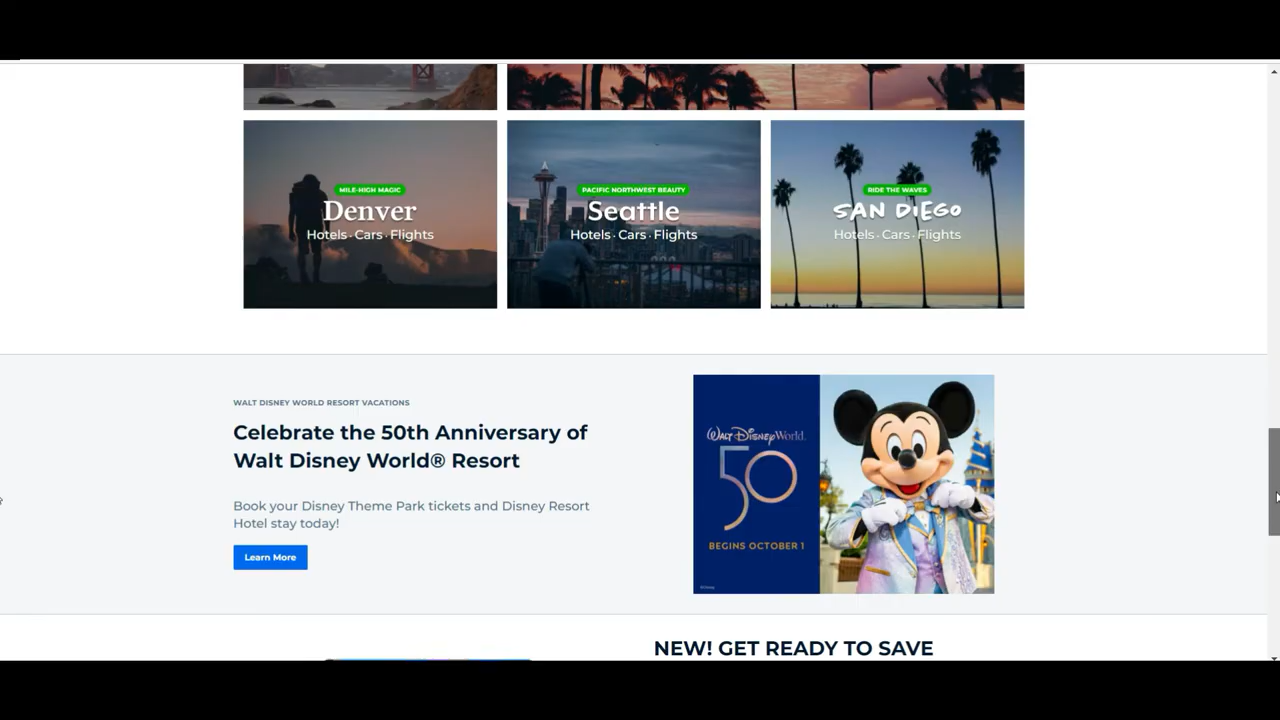 MILE-HIGH MAGIC
Denver
Hotels · Cars · Flights
PACIFIC NORTHWEST BEAUTY
Seattle
Hotels · Cars · Flights
RIDE THE WAVES
SAN DIEGO
Hotels · Cars · Flights
WALT DISNEY WORLD RESORT VACATIONS
Celebrate the 50th Anniversary of
Walt Disney World® Resort
Book your Disney Theme Park tickets and Disney Resort
Hotel stay today!
Learn More
Walt Disney World.
50
BEGINS OCTOBER 1
©Disney
NEW! GET READY TO SAVE